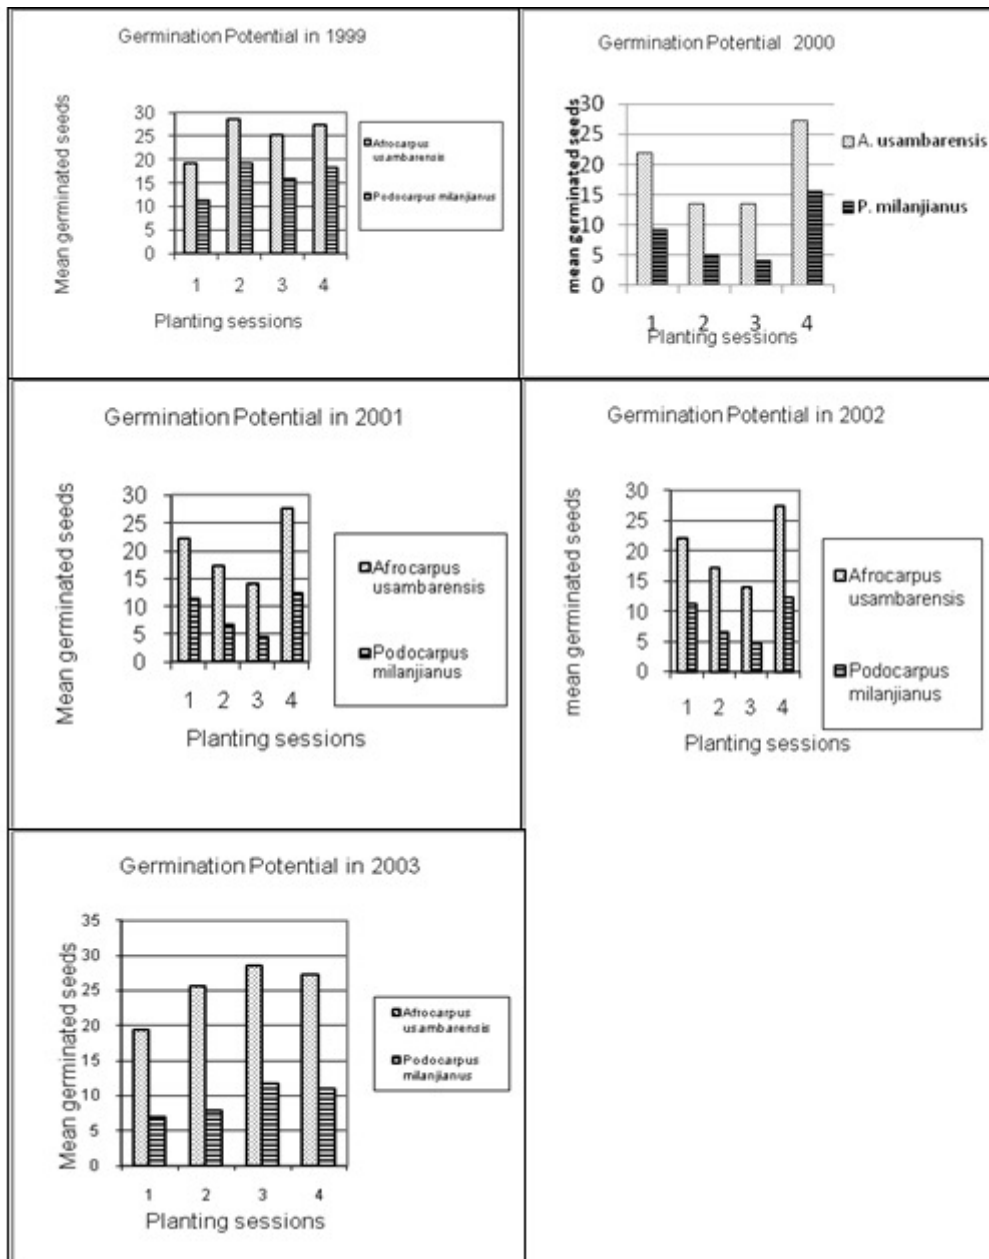 Germination Potential in 1999
Mean germinated seeds
30
25
20
15
10
5
0
1 2 3 4
Planting sessions
Afrocarpus
usambarensis
Podocarpus milanjianus
Germination Potential 2000
mean germinated seeds
30
25
20
15
10
5
0
1 2 3 4
Planting sessions
A. usambarensis
P. milanjianus
Germination Potential in 2001
Mean germinated seeds
30
25
20
15
10
5
0
1 2 3 4
Planting sessions
Afrocarpus
usambarensis
Podocarpus
milanjianus
Germination Potential in 2002
mean germinated seeds
30
25
20
15
10
5
0
1 2 3 4
Planting sessions
Afrocarpus
usambarensis
Podocarpus
milanjianus
Germination Potential in 2003
Mean germinated seeds
35
30
25
20
15
10
5
0
1 2 3 4
Planting sessions
Afrocarpus
usambarensis
Podocarpus
milanjianus